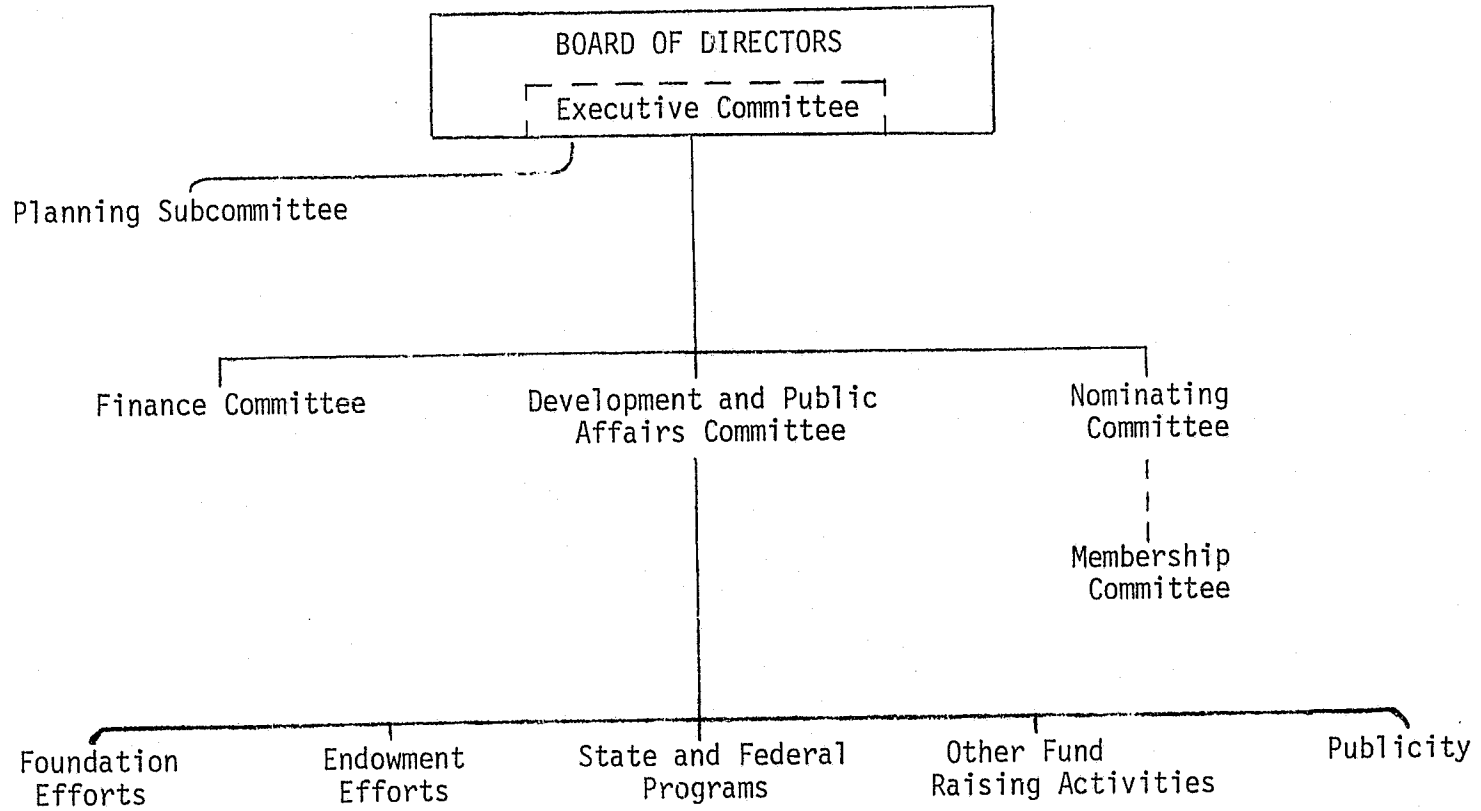 BOARD OF DIRECTORS
Executive Committee
Planning Subcommittee
Finance Committee
Development and Public
Affairs Committee
Nominating
Committee
Membership
Committee
Foundation
Efforts
Endowment
Efforts
State and Federal
Programs
Other Fund
Raising Activities
Publicity